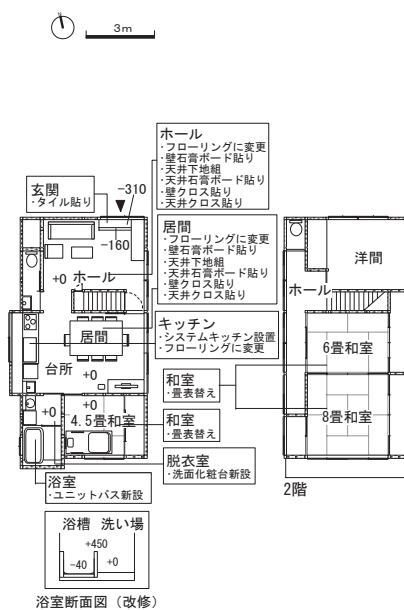 N
3m
ホール
・フローリングに変更
・壁石膏ボード貼り
・天井下地組
・天井石膏ボード貼り
・壁クロス貼り
・天井クロス貼り
玄関
・タイル貼り
-310
-160
+0
ホール
居間
・フローリングに変更
・壁石膏ボード貼り
・天井下地組
・天井石膏ボード貼り
・壁クロス貼り
・天井クロス貼り
洋間
ホール
居間
キッチン
・システムキッチン設置
・フローリングに変更
台所
+0
6畳和室
和室
・畳表替え
+0
+0
4.5畳和室
和室
・畳表替え
8畳和室
脱衣室
・洗面化粧台新設
浴室
・ユニットバス新設
2階
浴槽 洗い場
+450
-40
+0
浴室断面図（改修）